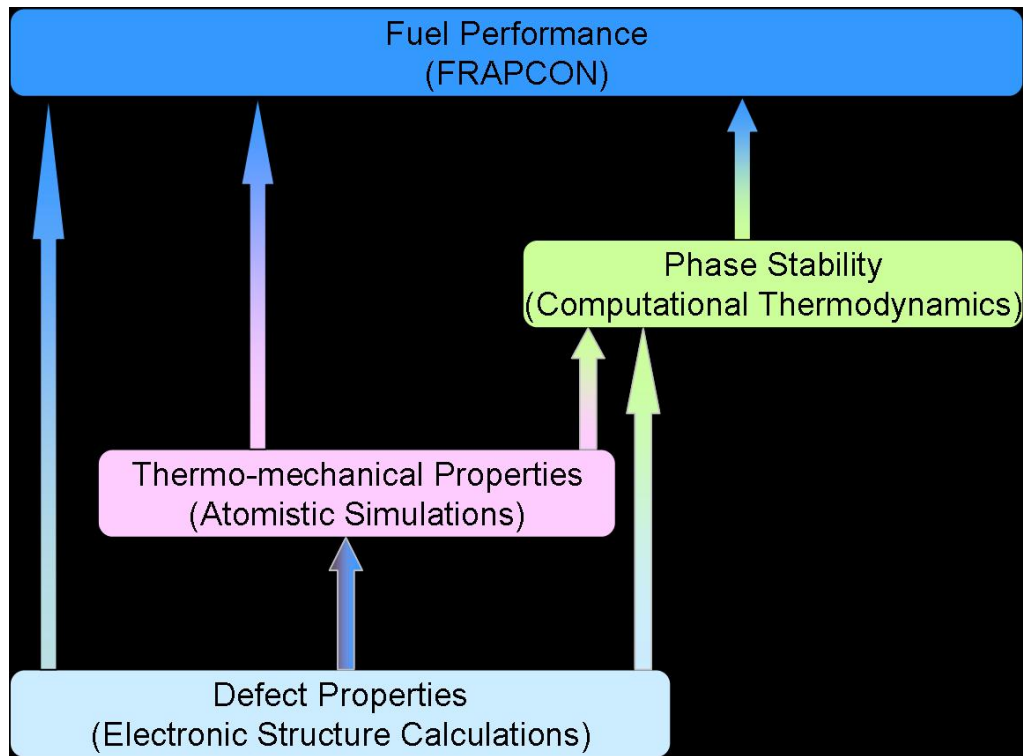 Fuel Performance
(FRAPCON)
Phase Stability
(Computational Thermodynamics)
Thermo-mechanical Properties
(Atomistic Simulations)
Defect Properties
(Electronic Structure Calculations)